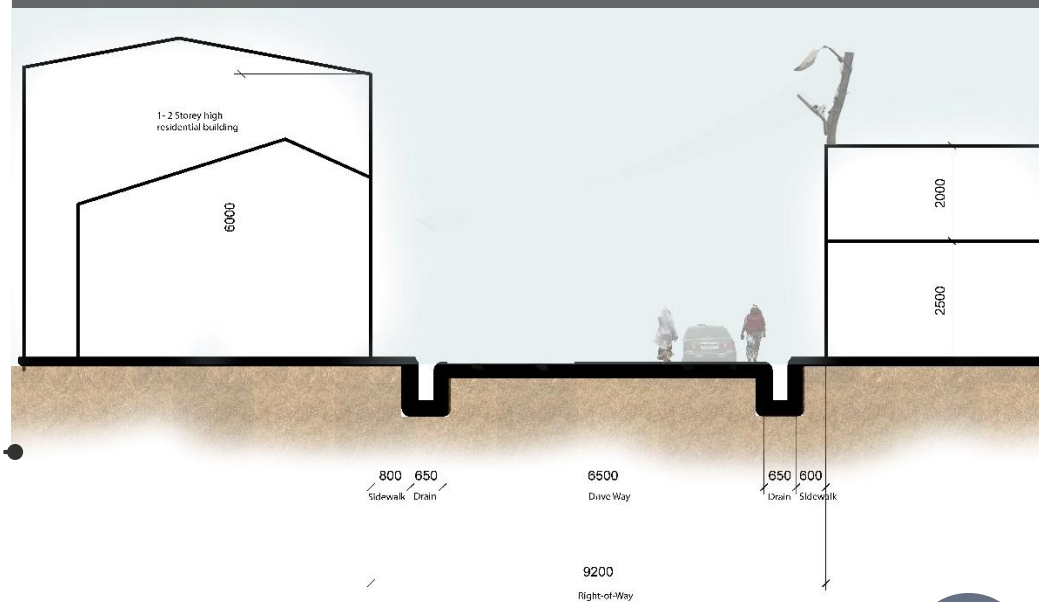 1- 2 Storey high
residential building
6000
2000
2500
800 650 6500 650 600
Sidewalk Drain Drive Way Drain Sidewalk
9200
Right-of-Way